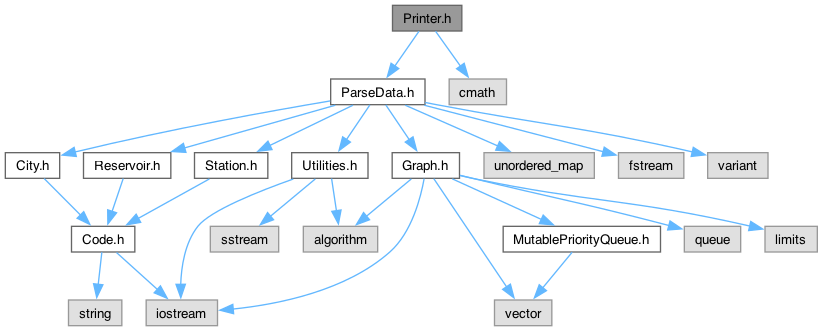 Printer.h
ParseData.h
cmath
City.h
Reservoir.h
Station.h
Utilities.h
Graph.h
unordered_map
fstream
variant
Code.h
sstream
algorithm
MutablePriorityQueue.h
queue
limits
string
iostream
vector